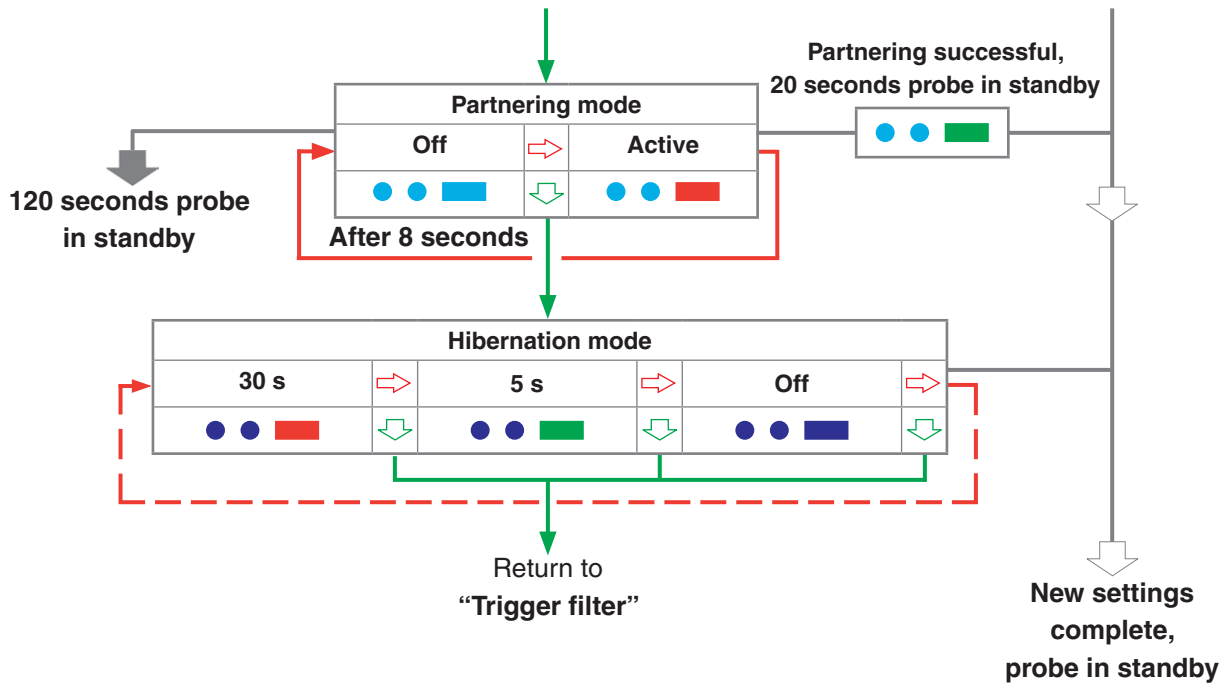 Partnering successful,
20 seconds probe in standby
Partnering mode
Off
Active
120 seconds probe
in standby
After 8 seconds
Hibernation mode
30 s
5 s
Off
Return to
“Trigger filter”
New settings
complete,
probe in standby